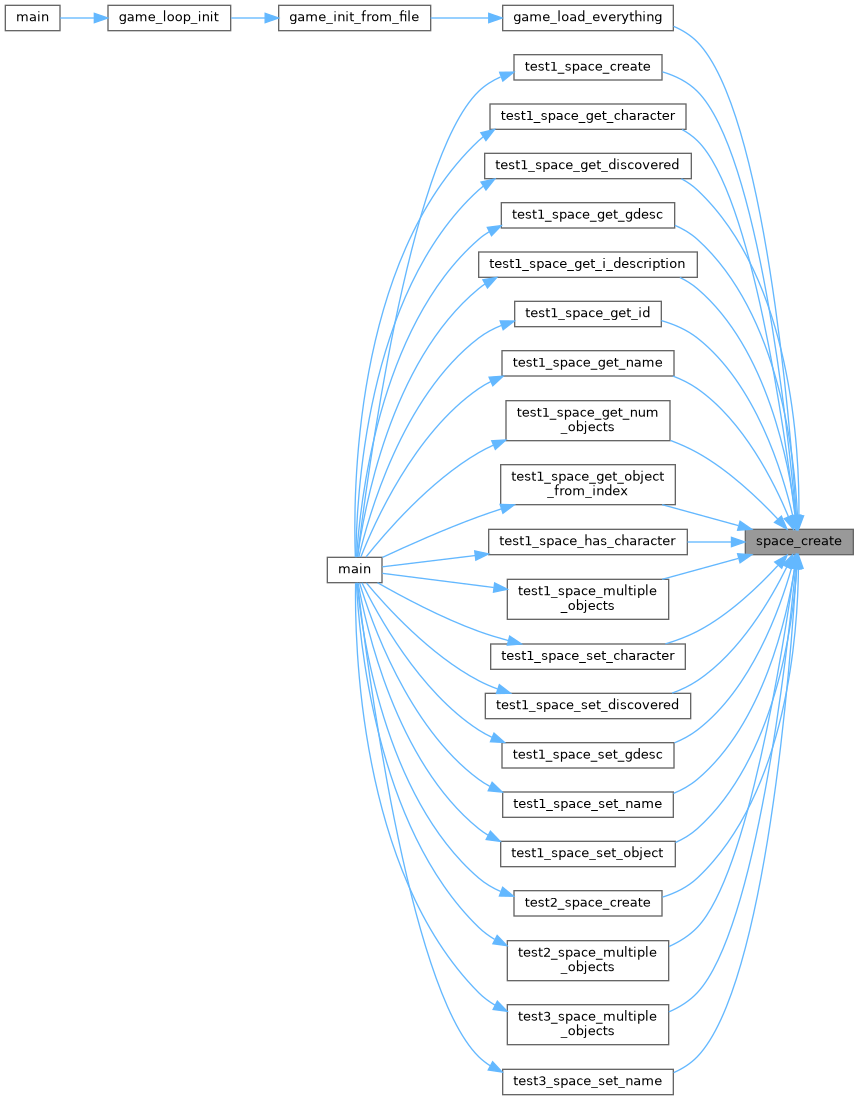 main
game_loop_init
game_init_from_file
game_load_everything
test1_space_create
test1_space_get_character
test1_space_get_discovered
test1_space_get_gdesc
test1_space_get_i_description
test1_space_get_id
test1_space_get_name
test1_space_get_num
_objects
test1_space_get_object
_from_index
test1_space_has_character
space_create
main
test1_space_multiple
_objects
test1_space_set_character
test1_space_set_discovered
test1_space_set_gdesc
test1_space_set_name
test1_space_set_object
test2_space_create
test2_space_multiple
_objects
test3_space_multiple
_objects
test3_space_set_name